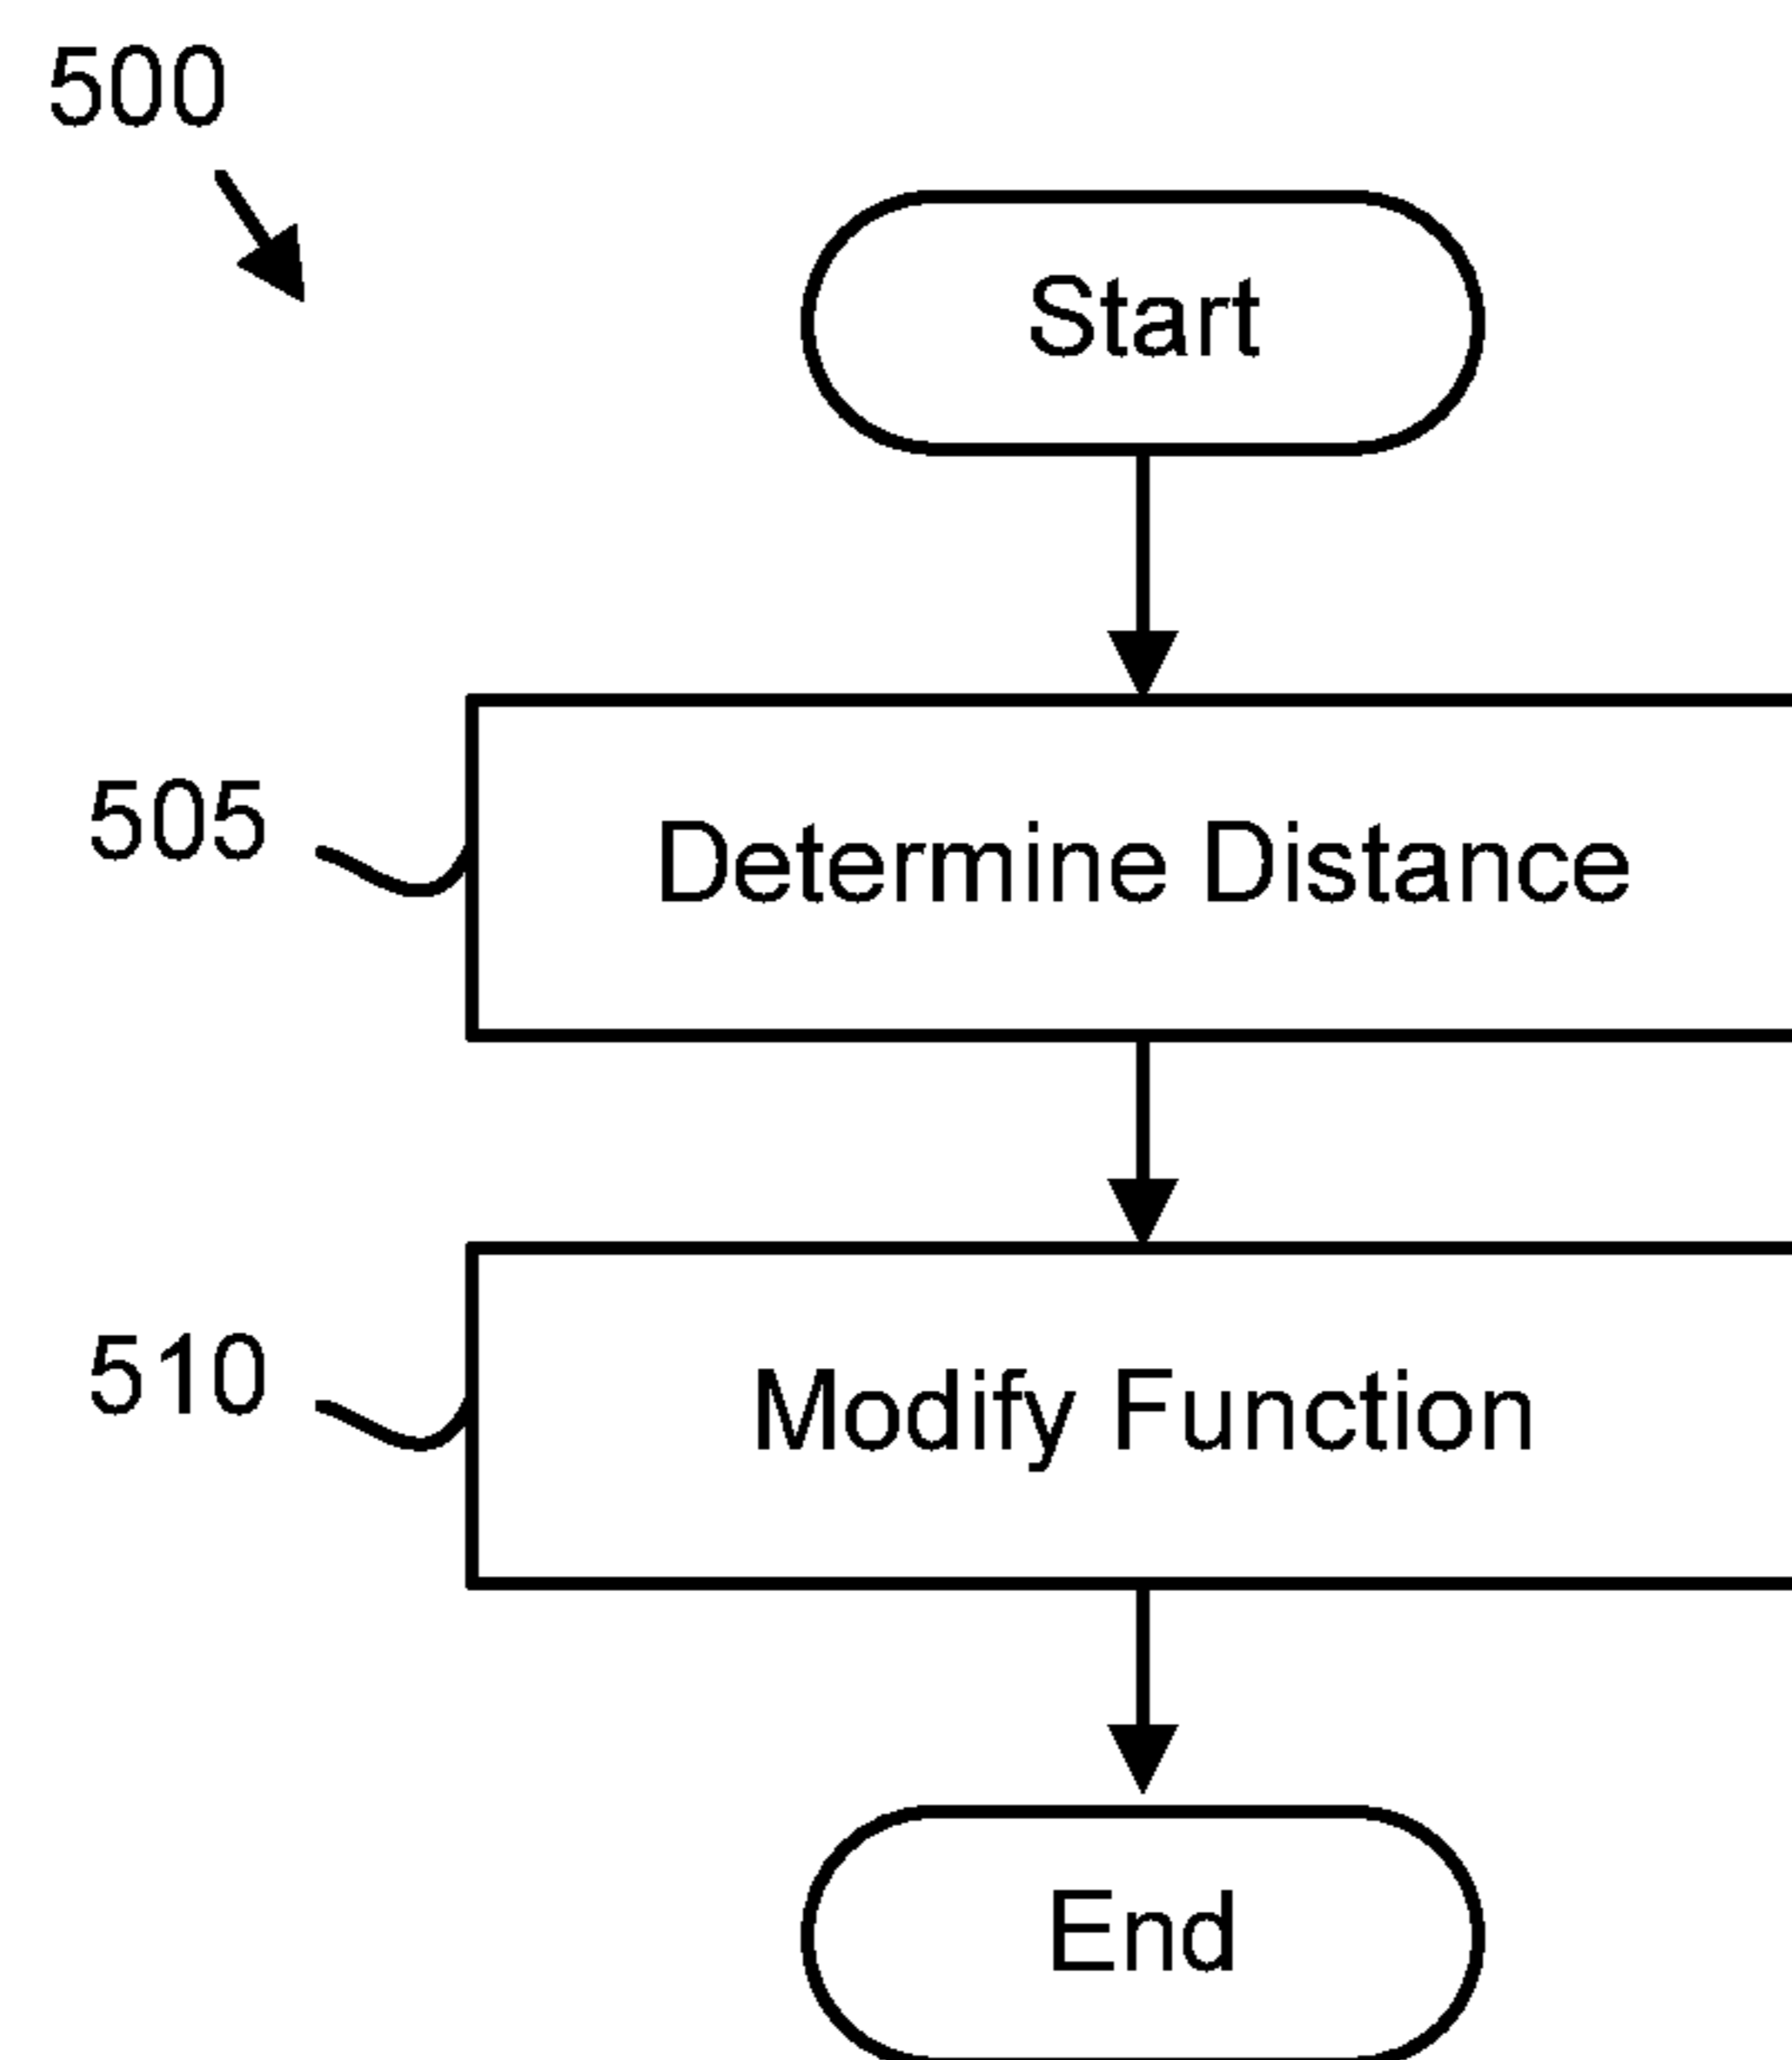 500
Start
505
Determine Distance
510
Modify Function
End